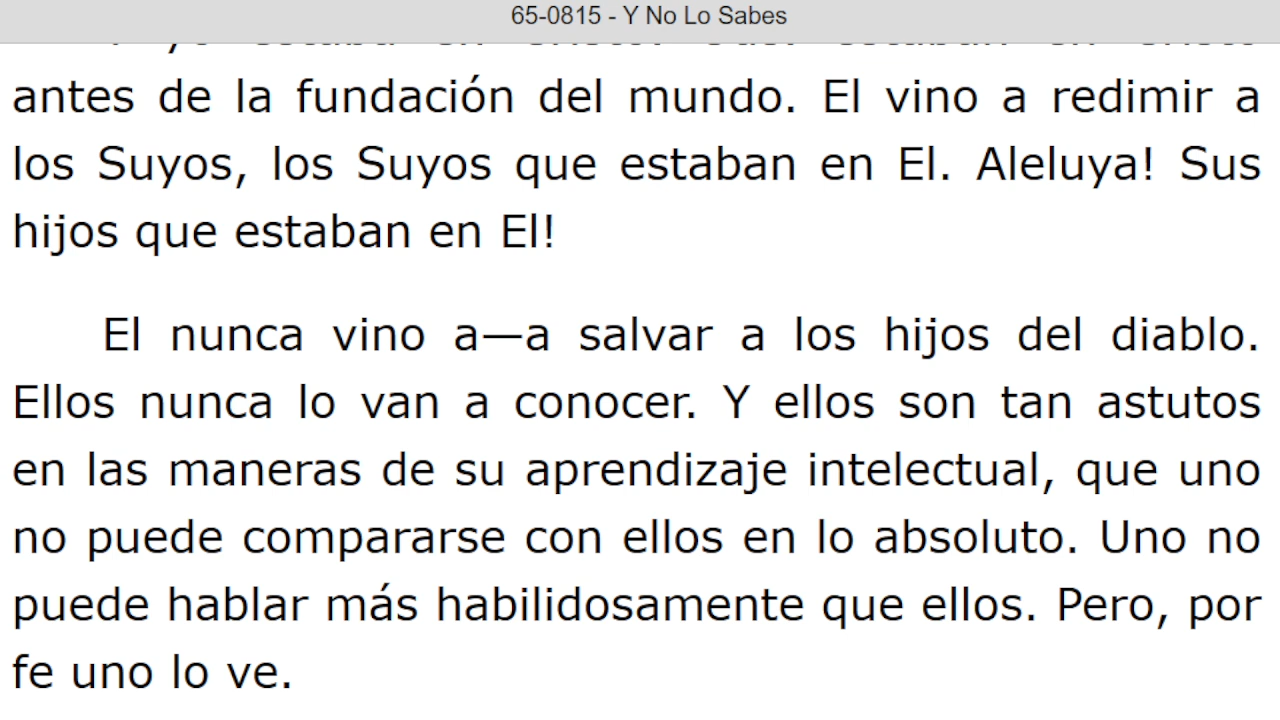 65-0815 - Y No Lo Sabes
antes de la fundación del mundo. El vino a redimir a
los Suyos, los Suyos que estaban en El. Aleluya! Sus
hijos que estaban en El!
El nunca vino a—a salvar a los hijos del diablo.
Ellos nunca lo van a conocer. Y ellos son tan astutos
en las maneras de su aprendizaje intelectual, que uno
no puede compararse con ellos en lo absoluto. Uno no
puede hablar más habilidosamente que ellos. Pero, por
fe uno lo ve.